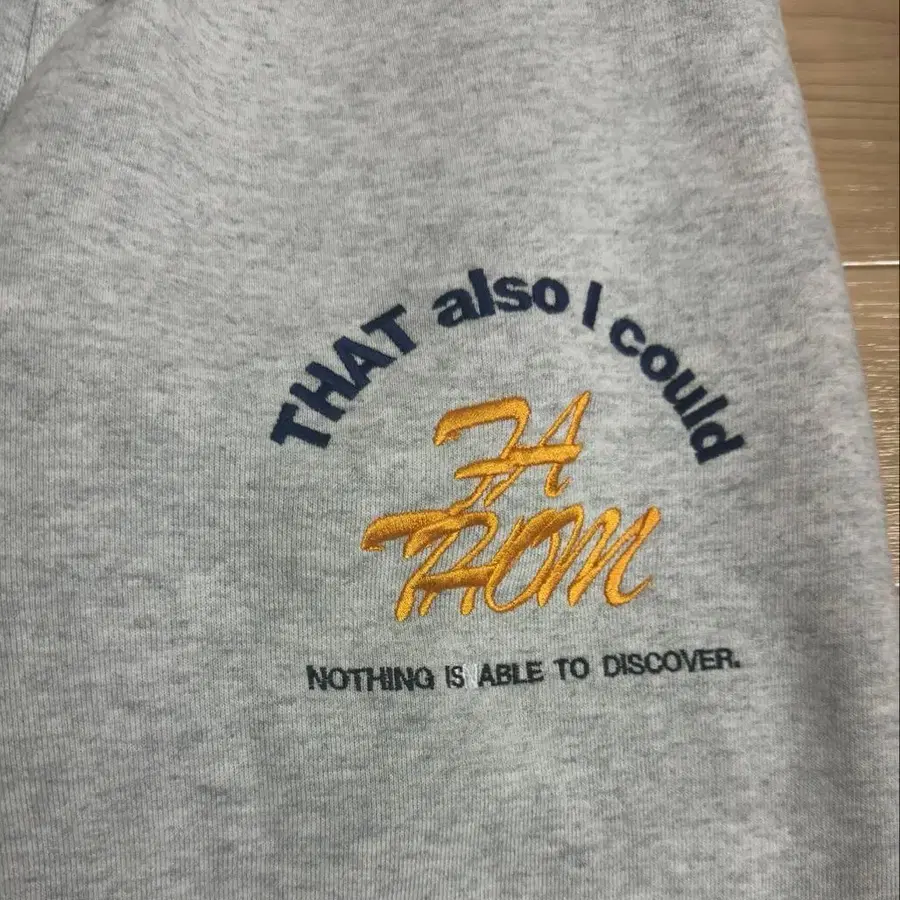 THAT also I could
FA
THOM
NOTHING IS ABLE TO DISCOVER.